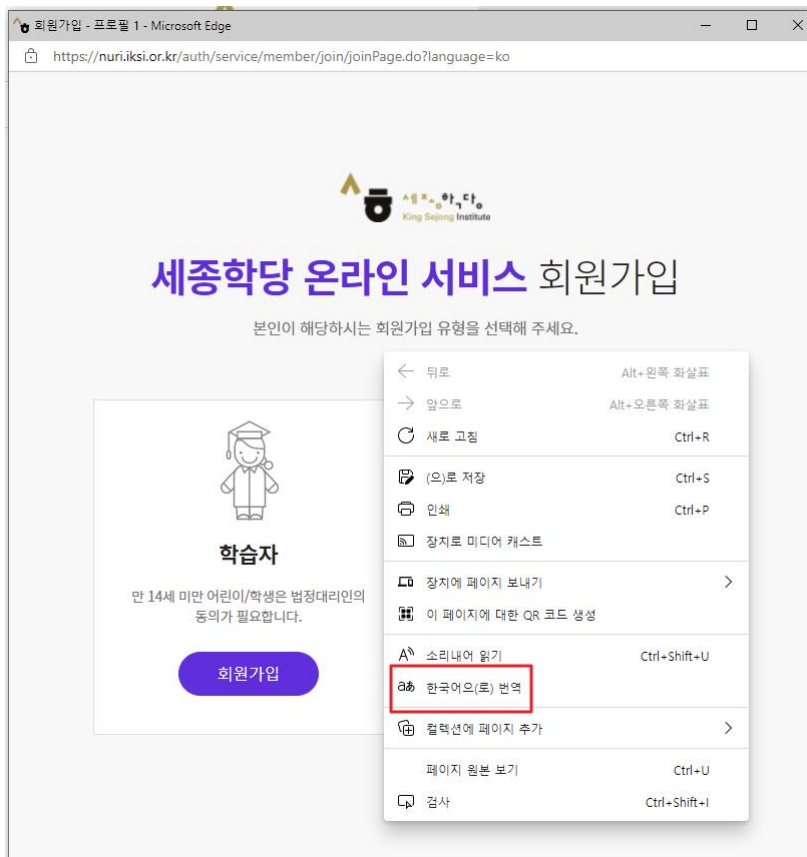 회원가입 - 프로필 1 - Microsoft Edge
https://nuri.iksi.or.kr/auth/service/member/join/joinPage.do?language=ko
세종학당
King Sejong Institute
세종학당 온라인 서비스 회원가입
본인이 해당하시는 회원가입 유형을 선택해 주세요.
학습자
만 14세 미만 어린이/학생은 법정대리인의
동의가 필요합니다.
회원가입
뒤로 Alt+왼쪽 화살표
앞으로 Alt+오른쪽 화살표
새로 고침 Ctrl+R
(으)로 저장 Ctrl+S
인쇄 Ctrl+P
장치로 미디어 캐스트
장치에 페이지 보내기
이 페이지에 대한 QR 코드 생성
소리내어 읽기 Ctrl+Shift+U
한국어으(로) 번역
컬렉션에 페이지 추가
페이지 원본 보기 Ctrl+U
검사 Ctrl+Shift+I